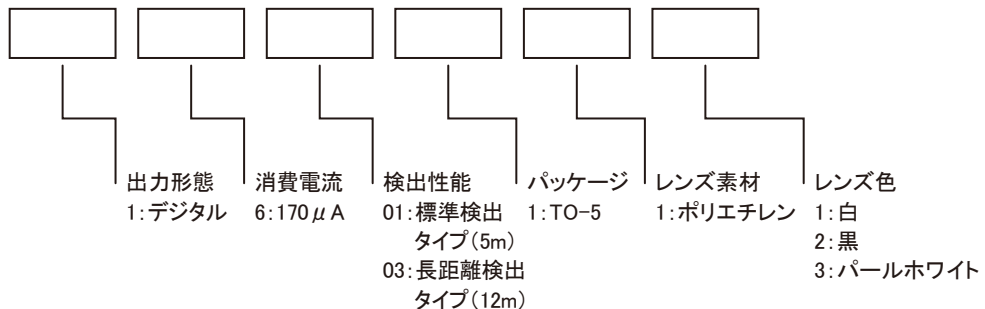 出力形態
1:デジタル
消費電流
6:170μA
検出性能
01:標準検出
タイプ(5m)
03:長距離検出
タイプ(12m)
パッケージ
1:TO-5
レンズ素材
1:ポリエチレン
レンズ色
1:白
2:黒
3:パールホワイト